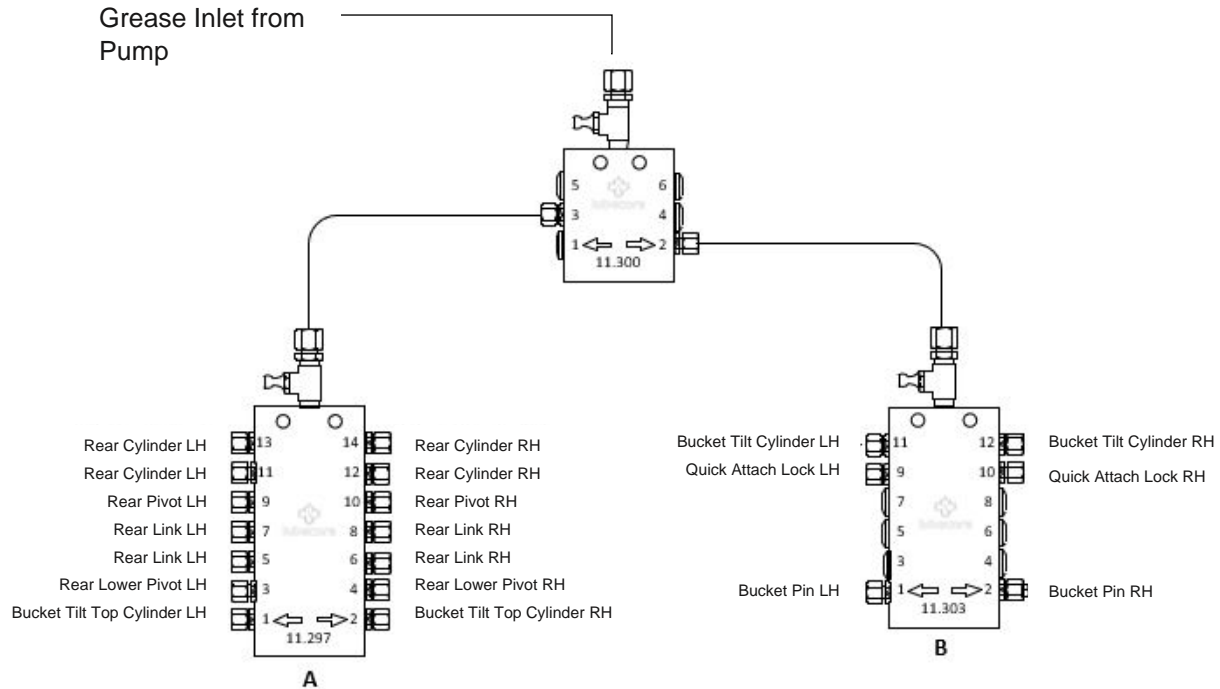 Grease Inlet from
Pump
5 6
lubecore
3 4
1 2
11.300
Rear Cylinder LH 13 14 Rear Cylinder RH
Rear Cylinder LH 11 12 Rear Cylinder RH
Rear Pivot LH 9 10 Rear Pivot RH
lubecore
Rear Link LH 7 8 Rear Link RH
Rear Link LH 5 6 Rear Link RH
Rear Lower Pivot LH 3 4 Rear Lower Pivot RH
Bucket Tilt Top Cylinder LH 1 2 Bucket Tilt Top Cylinder RH
11.297
A
Bucket Tilt Cylinder LH 11 12 Bucket Tilt Cylinder RH
Quick Attach Lock LH 9 10 Quick Attach Lock RH
7 8
lubecore
5 6
3 4
Bucket Pin LH 1 2 Bucket Pin RH
11.303
B